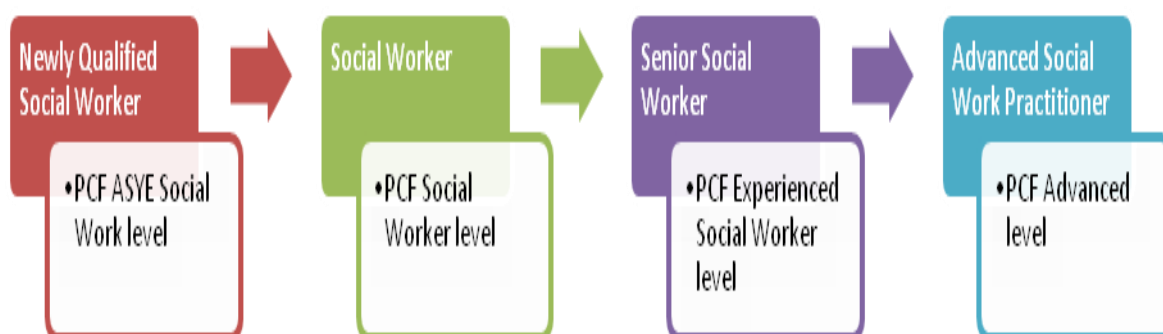 Newly Qualified
Social Worker
•PCF ASYE Social
Work level
Social Worker
•PCF Social
Worker level
Senior Social
Worker
•PCF Experienced
Social Worker
level
Advanced Social
Work Practitioner
•PCF Advanced
level